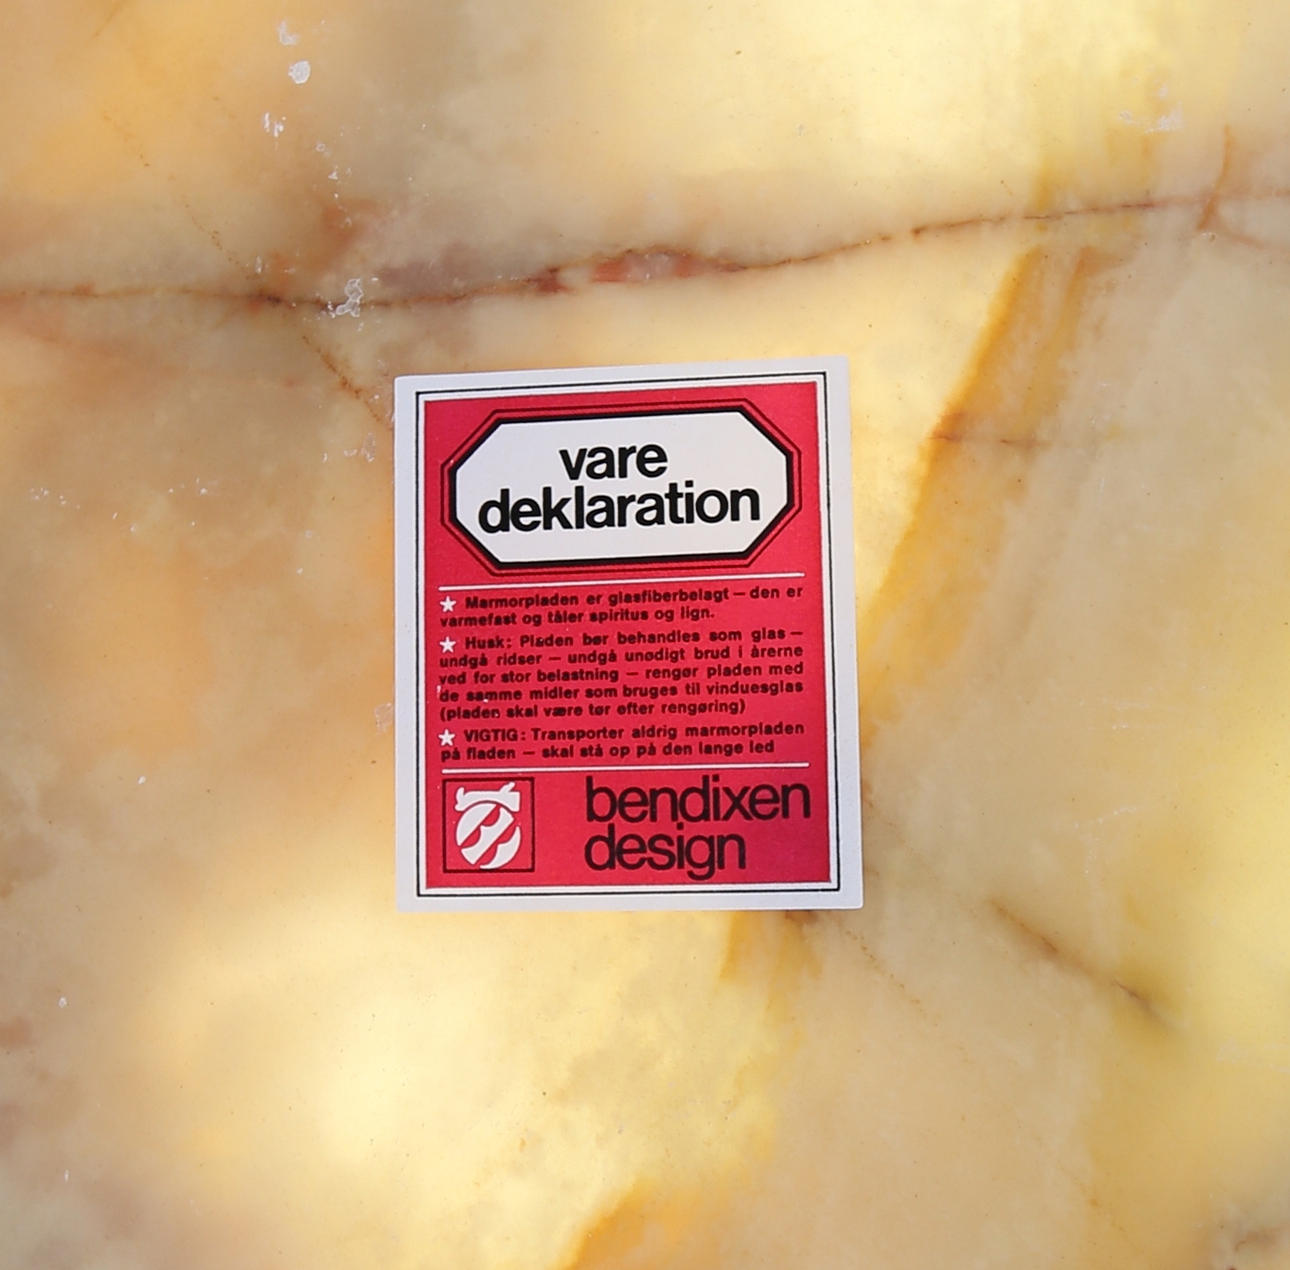 vare
deklaration
★ Marmorpladen er glasfiberbelagt — den er
varmefast og tåler spiritus og lign.
★ Husk: Pladen bør behandles som glas —
undgå ridser — undgå unødigt brud i årerne
ved for stor belastning — rengør pladen med
de samme midler som bruges til vinduesglas
(pladen skal være tør efter rengøring)
★ VIGTIG: Transporter aldrig marmorpladen
på fladen — skal stå op på den lange led
bendixen
design